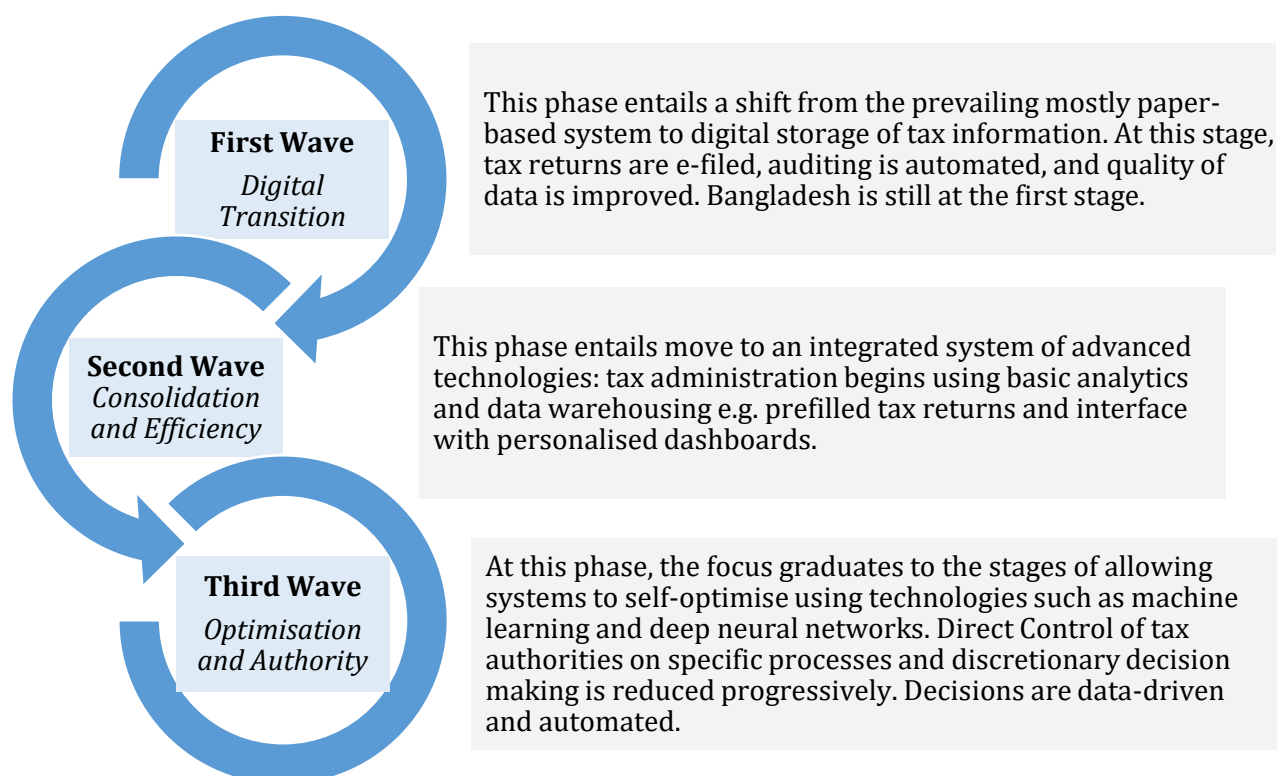 First Wave
Digital
Transition
This phase entails a shift from the prevailing mostly paper-
based system to digital storage of tax information. At this stage,
tax returns are e-filed, auditing is automated, and quality of
data is improved. Bangladesh is still at the first stage.
Second Wave
Consolidation
and Efficiency
This phase entails move to an integrated system of advanced
technologies: tax administration begins using basic analytics
and data warehousing e.g. prefilled tax returns and interface
with personalised dashboards.
Third Wave
Optimisation
and Authority
At this phase, the focus graduates to the stages of allowing
systems to self-optimise using technologies such as machine
learning and deep neural networks. Direct Control of tax
authorities on specific processes and discretionary decision
making is reduced progressively. Decisions are data-driven
and automated.